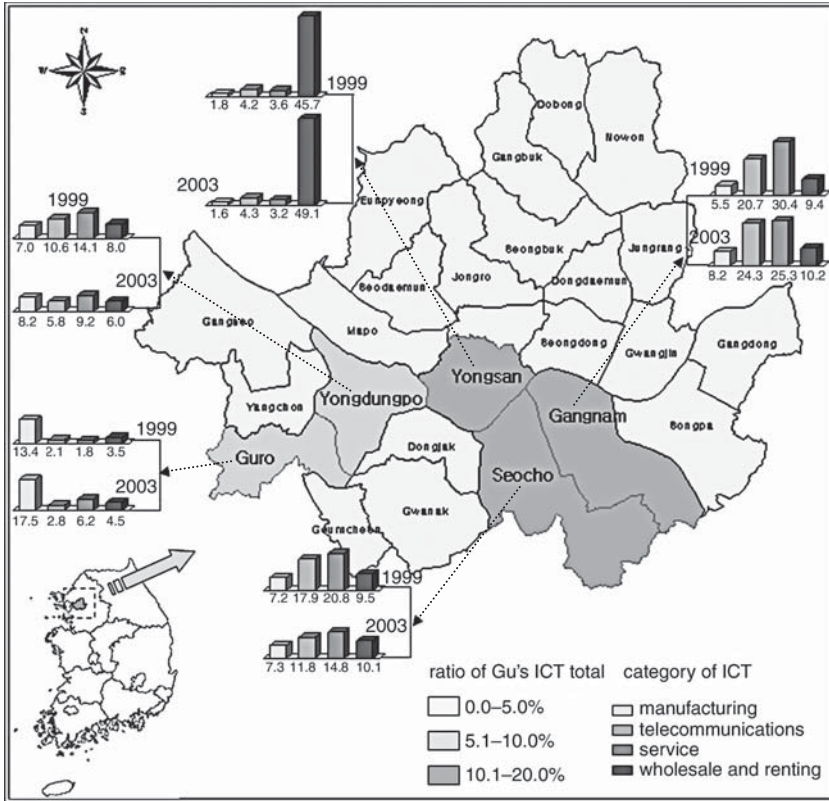 N
W
E
S
1999
1.8 4.2 3.6 45.7
2003
1.6 4.3 3.2 49.1
1999
5.5 20.7 30.4 9.4
2003
8.2 24.3 25.3 10.2
1999
7.0 10.6 14.1 8.0
2003
8.2 5.8 9.2 6.0
1999
13.4 2.1 1.8 3.5
2003
17.5 2.8 6.2 4.5
1999
7.2 17.9 20.8 9.5
2003
7.3 11.8 14.8 10.1
Dobong
Nowon
Gangbuk
Eunpyeong
Seongbuk
Jungrang
Jongro
Seodaemun
Dongdaemun
Gangseo
Mapo
Seongdong
Gwangjin
Gangdong
Yongsan
Yongdungpo
Yangchon
Gangnam
Songpa
Dongjak
Guro
Seocho
Gwanak
Geumcheon
ratio of Gu's ICT total
0.0–5.0%
5.1–10.0%
10.1–20.0%
category of ICT
manufacturing
telecommunications
service
wholesale and renting